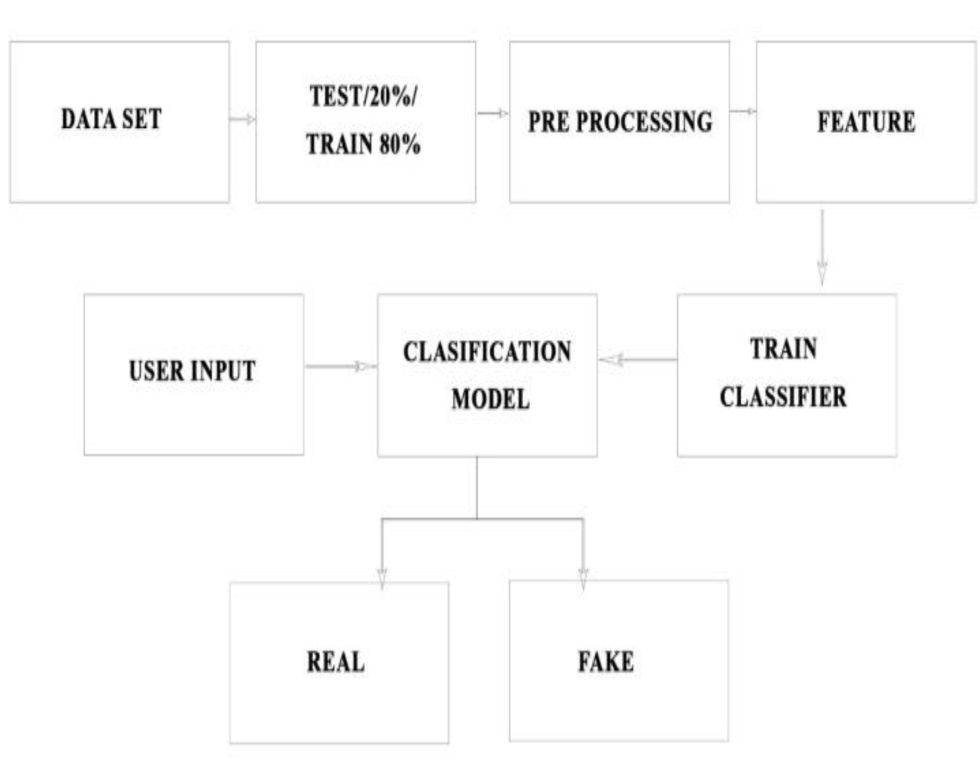 DATA SET
TEST/20%/
TRAIN 80%
PRE PROCESSING
FEATURE
USER INPUT
CLASIFICATION
MODEL
TRAIN
CLASSIFIER
REAL
FAKE